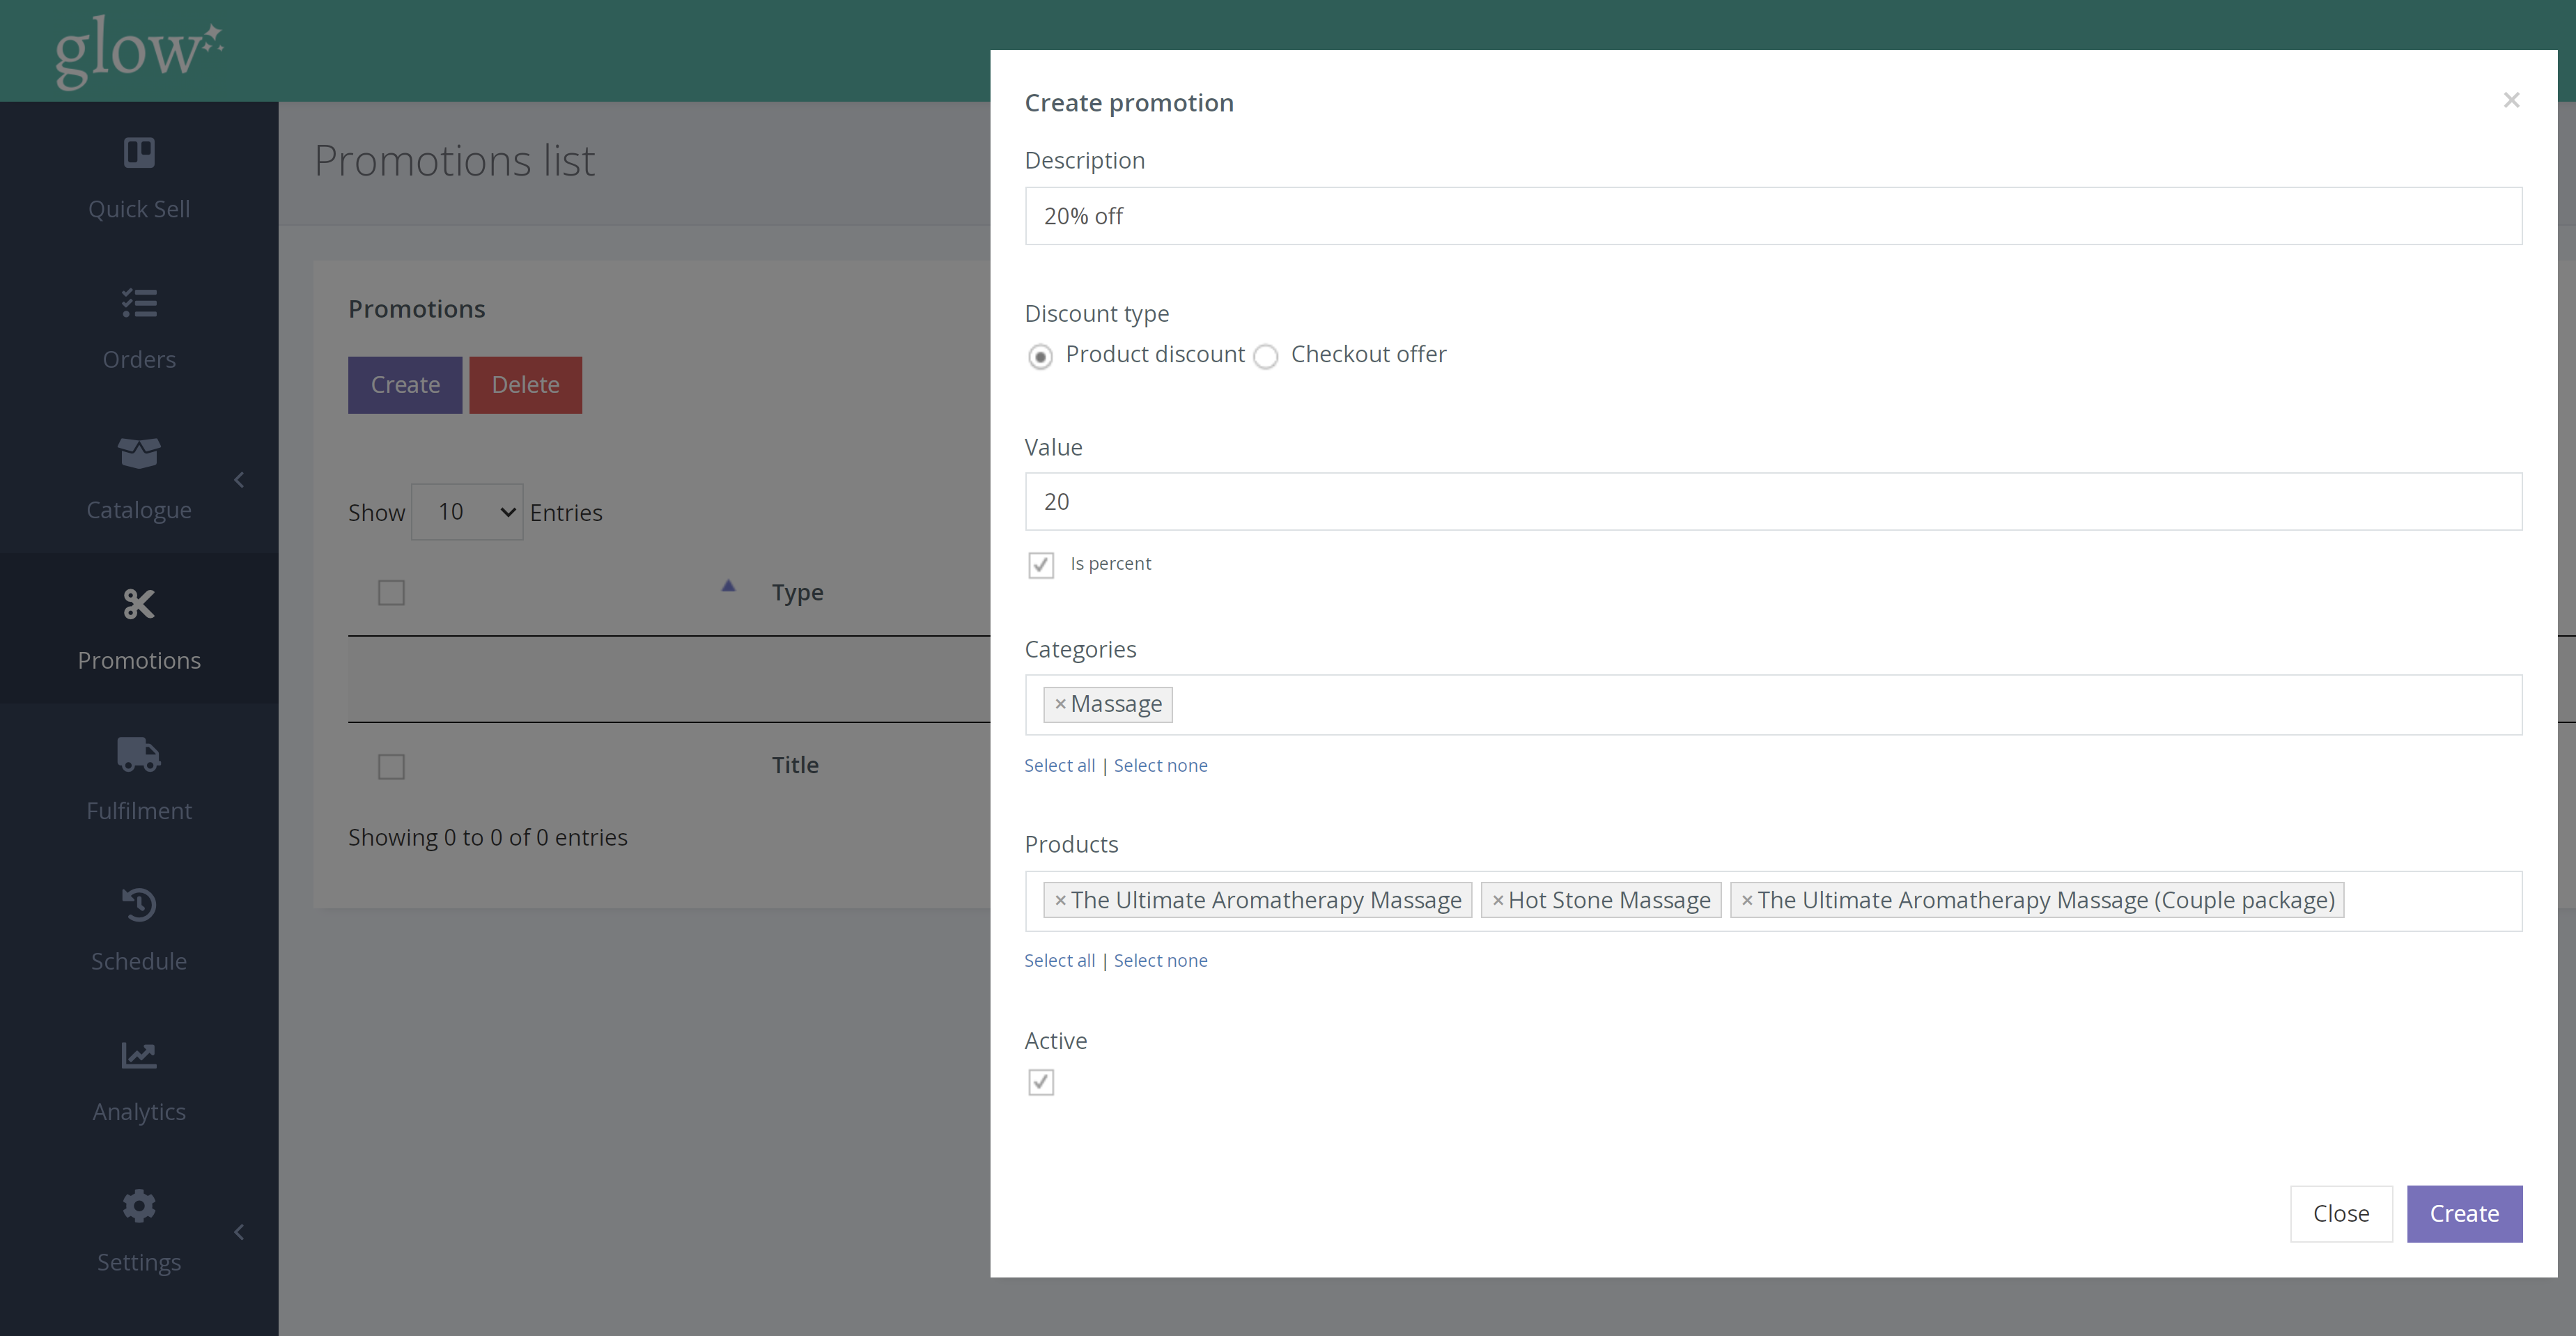 glow
Quick Sell
Orders
Catalogue
Promotions
Fulfilment
Schedule
Analytics
Settings
Promotions list
Promotions
Create Delete
Show 10 Entries
Type
Title
Showing 0 to 0 of 0 entries
Create promotion ×
Description
20% off
Discount type
Product discount Checkout offer
Value
20
Is percent
Categories
× Massage
Select all | Select none
Products
× The Ultimate Aromatherapy Massage × Hot Stone Massage × The Ultimate Aromatherapy Massage (Couple package)
Select all | Select none
Active
Close Create